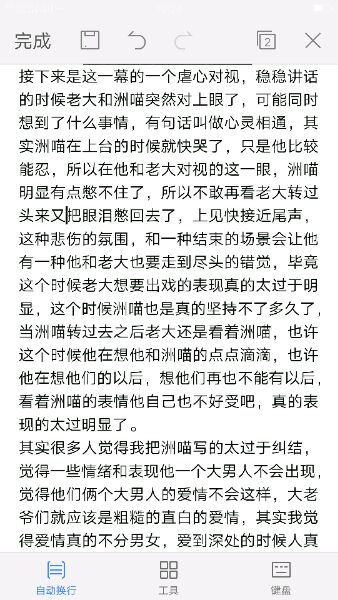 完成
2
接下来是这一幕的一个虐心对视，稳稳讲话
的时候老大和洲喵突然对上眼了，可能同时
想到了什么事情，有句话叫做心灵相通，其
实洲喵在上台的时候就快哭了，只是他比较
能忍，所以在他和老大对视的这一眼，洲喵
明显有点憋不住了，所以不敢再看老大转过
头来又把眼泪憋回去了，上见快接近尾声，
这种悲伤的氛围，和一种结束的场景会让他
有一种他和老大也要走到尽头的错觉，毕竟
这个时候老大想要出戏的表现真的太过于明
显，这个时候洲喵也是真的坚持不了多久了，
当洲喵转过去之后老大还是看着洲喵，也许
这个时候他在想他和洲喵的点点滴滴，也许
他在想他们的以后，想他们再也不能有以后，
看着洲喵的表情他自己也不好受吧，真的表
现的太过明显了。
其实很多人觉得我把洲喵写的太过于纠结，
觉得一些情绪和表现他一个大男人不会出现，
觉得他们俩个大男人的爱情不会这样，大老
爷们就应该是粗糙的直白的爱情，其实我觉
得爱情真的不分男女，爱到深处的时候人真
自动换行
工具
键盘